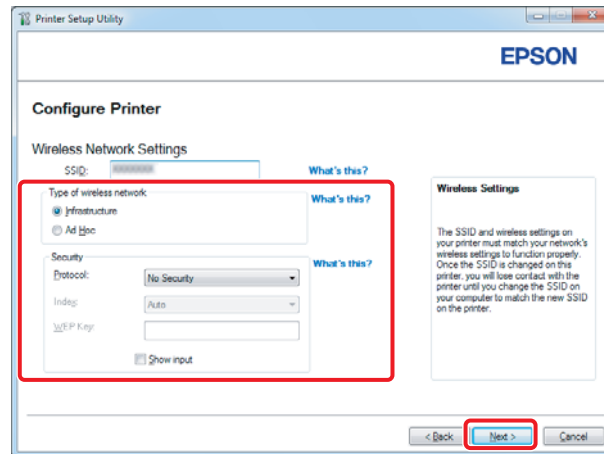 Printer Setup Utility
EPSON
Configure Printer
Wireless Network Settings
SSID:
What's this?
Type of wireless network
What's this?
Infrastructure
Ad Hoc
Security
What's this?
Protocol:
No Security
Index:
Auto
WEP Key:
Show input
Wireless Settings
The SSID and wireless settings on
your printer must match your network's
wireless settings to function properly.
Once the SSID is changed on this
printer, you will lose contact with the
printer until you change the SSID on
your computer to match the new SSID
on the printer.
< Back
Next >
Cancel